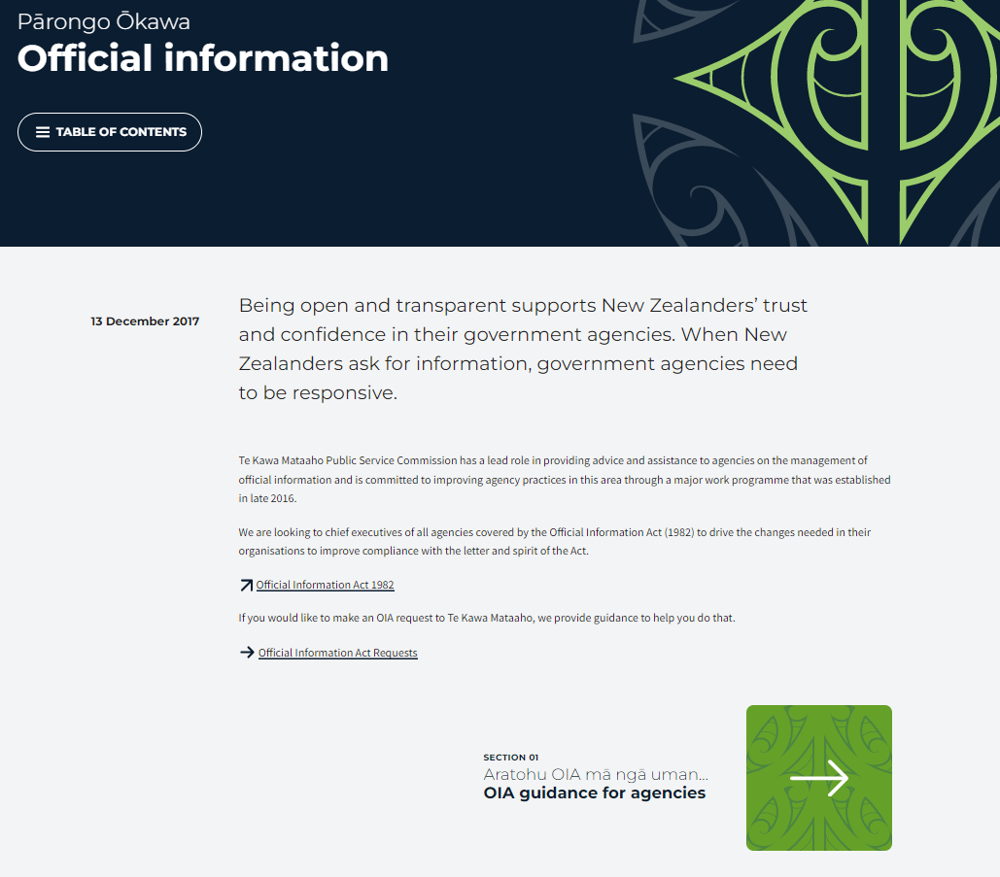 Pārongo Ōkawa
Official information
TABLE OF CONTENTS
13 December 2017
Being open and transparent supports New Zealanders’ trust
and confidence in their government agencies. When New
Zealanders ask for information, government agencies need
to be responsive.
Te Kawa Mataaho Public Service Commission has a lead role in providing advice and assistance to agencies on the management of
official information and is committed to improving agency practices in this area through a major work programme that was established
in late 2016.
We are looking to chief executives of all agencies covered by the Official Information Act (1982) to drive the changes needed in their
organisations to improve compliance with the letter and spirit of the Act.
Official Information Act 1982
If you would like to make an OIA request to Te Kawa Mataaho, we provide guidance to help you do that.
Official Information Act Requests
SECTION 01
Aratohu OIA mā ngā uman...
OIA guidance for agencies